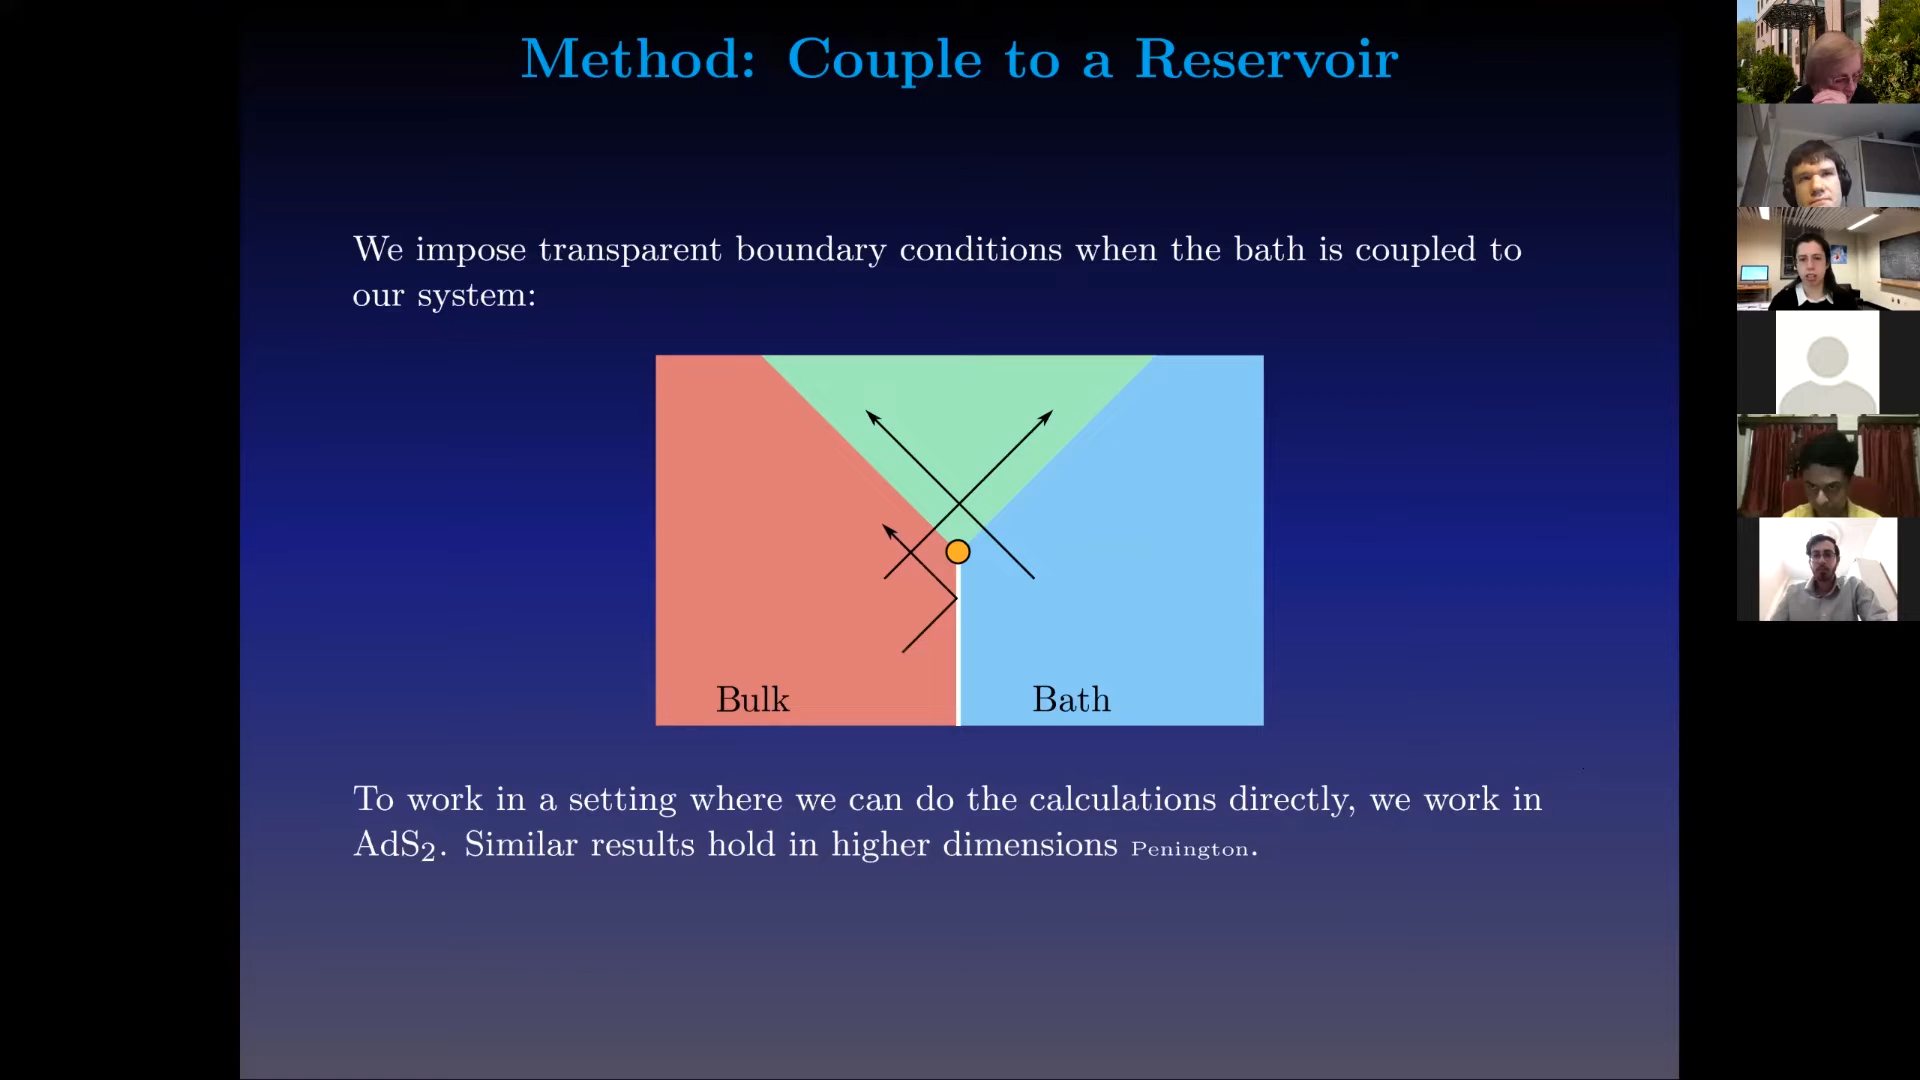 Method: Couple to a Reservoir
We impose transparent boundary conditions when the bath is coupled to
our system:
Bulk
Bath
To work in a setting where we can do the calculations directly, we work in
AdS₂. Similar results hold in higher dimensions Penington.